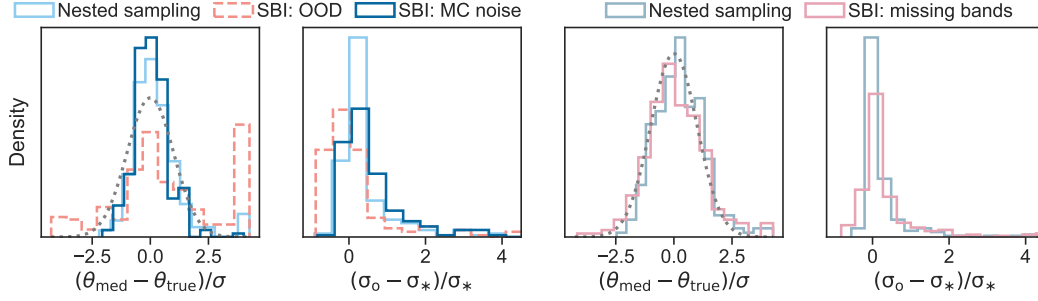 Nested sampling SBI: OOD SBI: MC noise Nested sampling SBI: missing bands
Density
−2.5 0.0 2.5 0 2 4 −2.5 0.0 2.5 0 2 4
(θmed − θtrue)/σ (σo − σ*)/σ* (θmed − θtrue)/σ (σo − σ*)/σ*